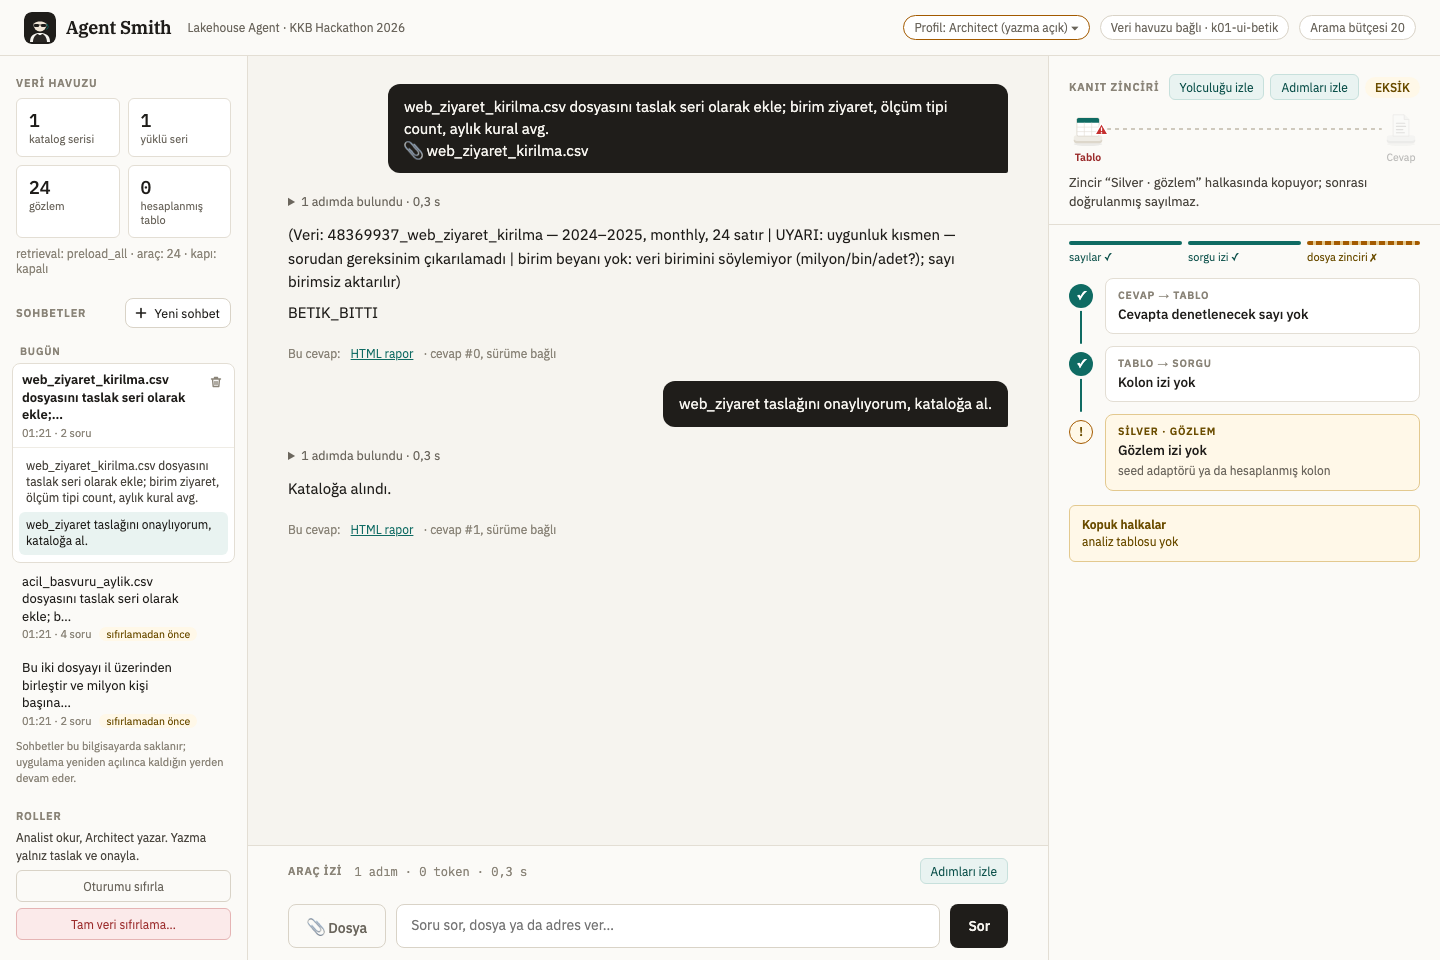 Agent Smith
Lakehouse Agent · KKB Hackathon 2026
Profil: Architect (yazma açık)
Veri havuzu bağlı · k01-ui-betik
Arama bütçesi 20
VERİ HAVUZU
1
katalog serisi
1
yüklü seri
24
gözlem
0
hesaplanmış
tablo
retrieval: preload_all · araç: 24 · kapı:
kapalı
SOHBETLER
+ Yeni sohbet
BUGÜN
web_ziyaret_kirilma.csv
dosyasını taslak seri olarak
ekle;...
01:21 · 2 soru
web_ziyaret_kirilma.csv dosyasını
taslak seri olarak ekle; birim ziyaret,
ölçüm tipi count, aylık kural avg.
web_ziyaret taslağını onaylıyorum,
kataloğa al.
acil_basvuru_aylik.csv
dosyasını taslak seri olarak
ekle; b...
01:21 · 4 soru sıfırlamadan önce
Bu iki dosyayı il üzerinden
birleştir ve milyon kişi
başına...
01:21 · 2 soru sıfırlamadan önce
Sohbetler bu bilgisayarda saklanır;
uygulama yeniden açılınca kaldığın yerden
devam eder.
ROLLER
Analist okur, Architect yazar. Yazma
yalnız taslak ve onayla.
Oturumu sıfırla
Tam veri sıfırlama...
web_ziyaret_kirilma.csv dosyasını taslak seri olarak ekle; birim ziyaret, ölçüm tipi
count, aylık kural avg.
web_ziyaret_kirilma.csv
1 adımda bulundu · 0,3 s
(Veri: 48369937_web_ziyaret_kirilma — 2024–2025, monthly, 24 satır | UYARI: uygunluk kısmen —
sorudan gereksinim çıkarılamadı | birim beyanı yok: veri birimini söylemiyor (milyon/bin/adet?); sayı
birimsiz aktarılır)
BETIK_BITTI
Bu cevap: HTML rapor · cevap #0, sürüme bağlı
web_ziyaret taslağını onaylıyorum, kataloğa al.
1 adımda bulundu · 0,3 s
Kataloğa alındı.
Bu cevap: HTML rapor · cevap #1, sürüme bağlı
ARAÇ İZİ 1 adım · 0 token · 0,3 s
Adımları izle
Dosya
Soru sor, dosya ya da adres ver...
Sor
KANIT ZİNCİRİ
Yolculuğu izle
Adımları izle
EKSİK
Tablo
Cevap
Zincir “Silver · gözlem” halkasında kopuyor; sonrası
doğrulanmış sayılmaz.
sayılar ✓
sorgu izi ✓
dosya zinciri ✗
CEVAP → TABLO
Cevapta denetlenecek sayı yok
TABLO → SORGU
Kolon izi yok
!
SİLVER · GÖZLEM
Gözlem izi yok
seed adaptörü ya da hesaplanmış kolon
Kopuk halkalar
analiz tablosu yok